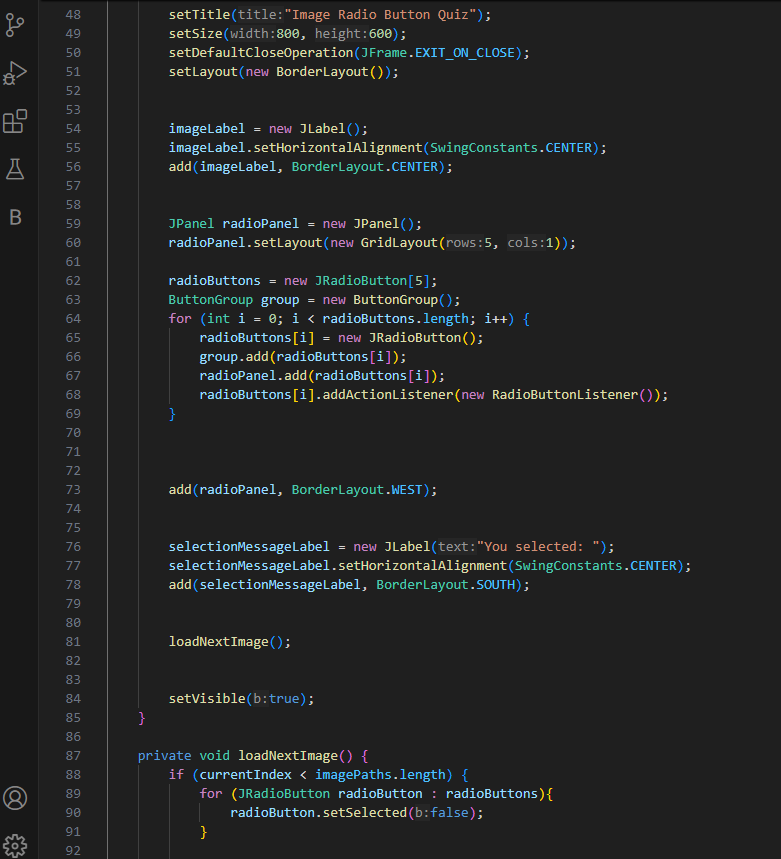 48 setTitle(title:"Image Radio Button Quiz");
49 setSize(width:800, height:600);
50 setDefaultCloseOperation(JFrame.EXIT_ON_CLOSE);
51 setLayout(new BorderLayout());
52
53
54 imageLabel = new JLabel();
55 imageLabel.setHorizontalAlignment(SwingConstants.CENTER);
56 add(imageLabel, BorderLayout.CENTER);
57
58
59 JPanel radioPanel = new JPanel();
60 radioPanel.setLayout(new GridLayout(rows:5, cols:1));
61
62 radioButtons = new JRadioButton[5];
63 ButtonGroup group = new ButtonGroup();
64 for (int i = 0; i < radioButtons.length; i++) {
65 radioButtons[i] = new JRadioButton();
66 group.add(radioButtons[i]);
67 radioPanel.add(radioButtons[i]);
68 radioButtons[i].addActionListener(new RadioButtonListener());
69 }
70
71
72
73 add(radioPanel, BorderLayout.WEST);
74
75
76 selectionMessageLabel = new JLabel(text:"You selected: ");
77 selectionMessageLabel.setHorizontalAlignment(SwingConstants.CENTER);
78 add(selectionMessageLabel, BorderLayout.SOUTH);
79
80
81 loadNextImage();
82
83
84 setVisible(b:true);
85 }
86
87 private void loadNextImage() {
88 if (currentIndex < imagePaths.length) {
89 for (JRadioButton radioButton : radioButtons){
90 radioButton.setSelected(b:false);
91 }
92
B